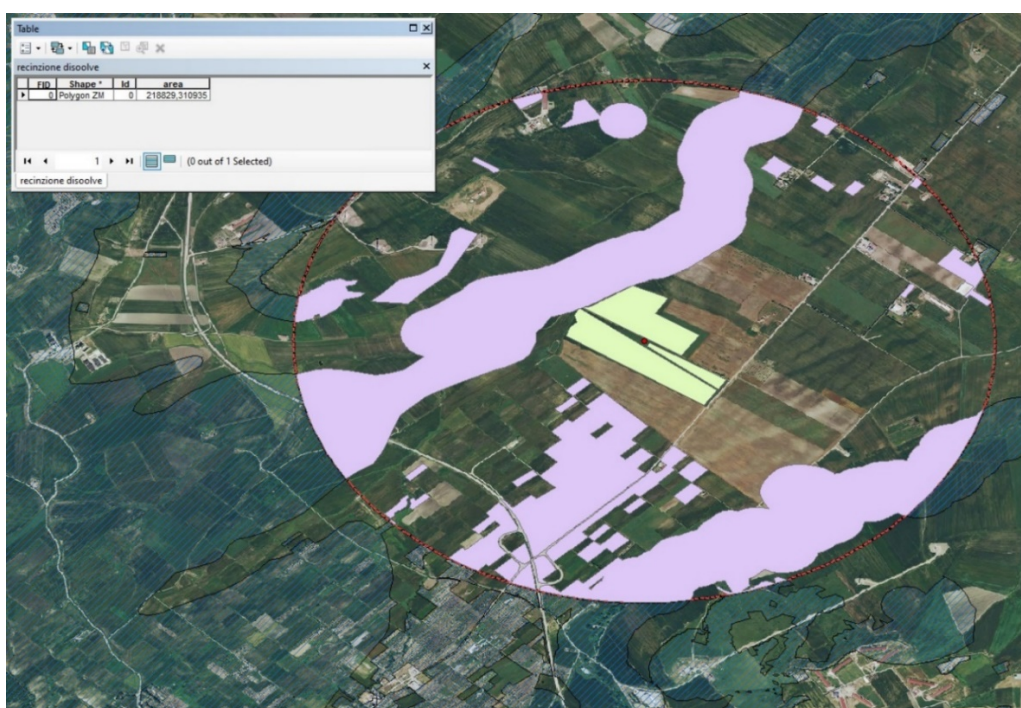 Table
recinzione disoolve
FID Shape * Id area
0 Polygon ZM 0 218829,310935
1 (0 out of 1 Selected)
recinzione disoolve